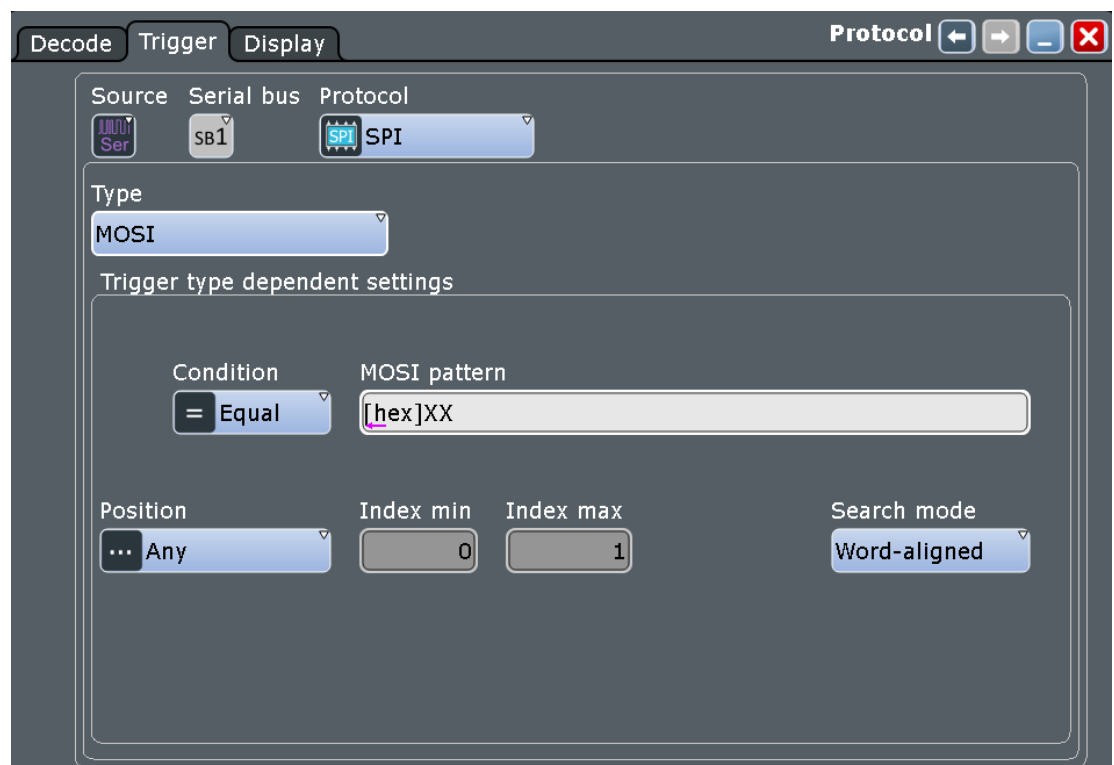 Decode Trigger Display Protocol
Source Serial bus Protocol
Ser SB1 SPI SPI
Type
MOSI
Trigger type dependent settings
Condition MOSI pattern
= Equal [hex]XX
Position Index min Index max Search mode
... Any 0 1 Word-aligned